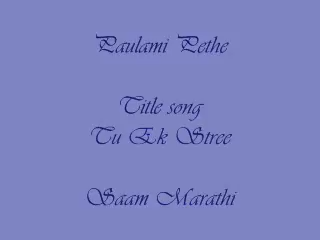 Paulami Pethe
Title song
Tu Ek Stree
Saam Marathi